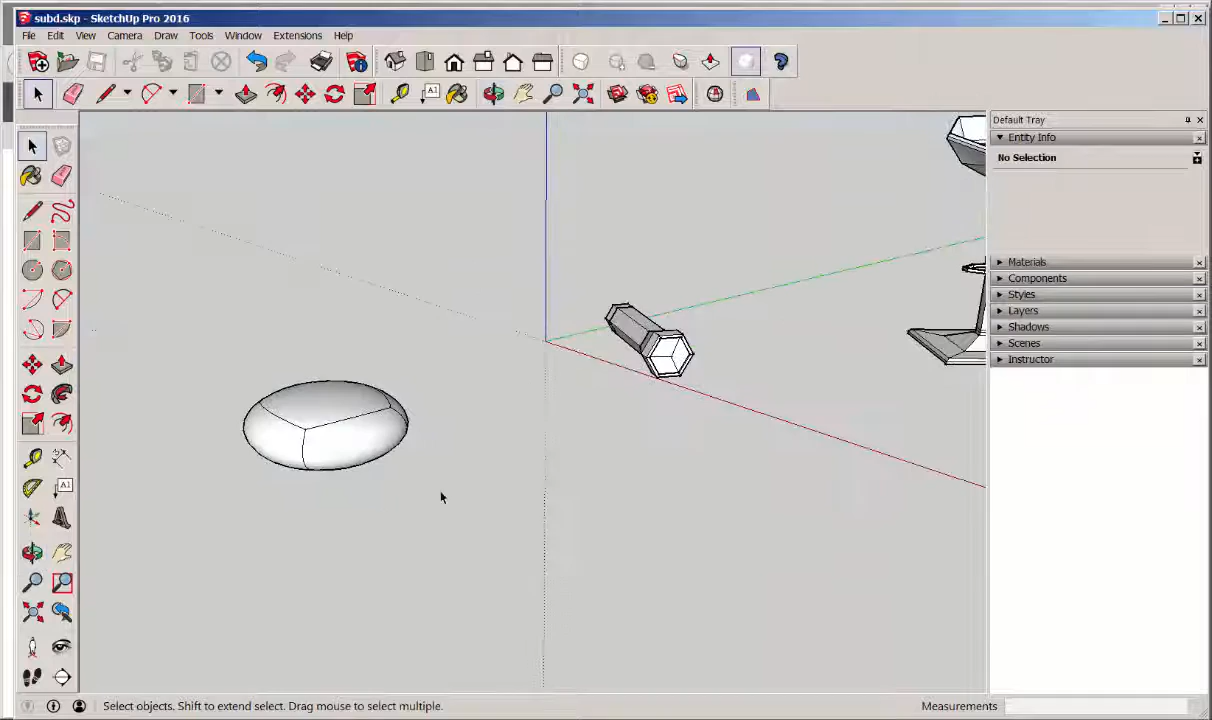 subd.skp - SketchUp Pro 2016
File Edit View Camera Draw Tools Window Extensions Help
A1
Default Tray
Entity Info
No Selection
Materials
Components
Styles
Layers
Shadows
Scenes
Instructor
A1
Select objects. Shift to extend select. Drag mouse to select multiple.
Measurements